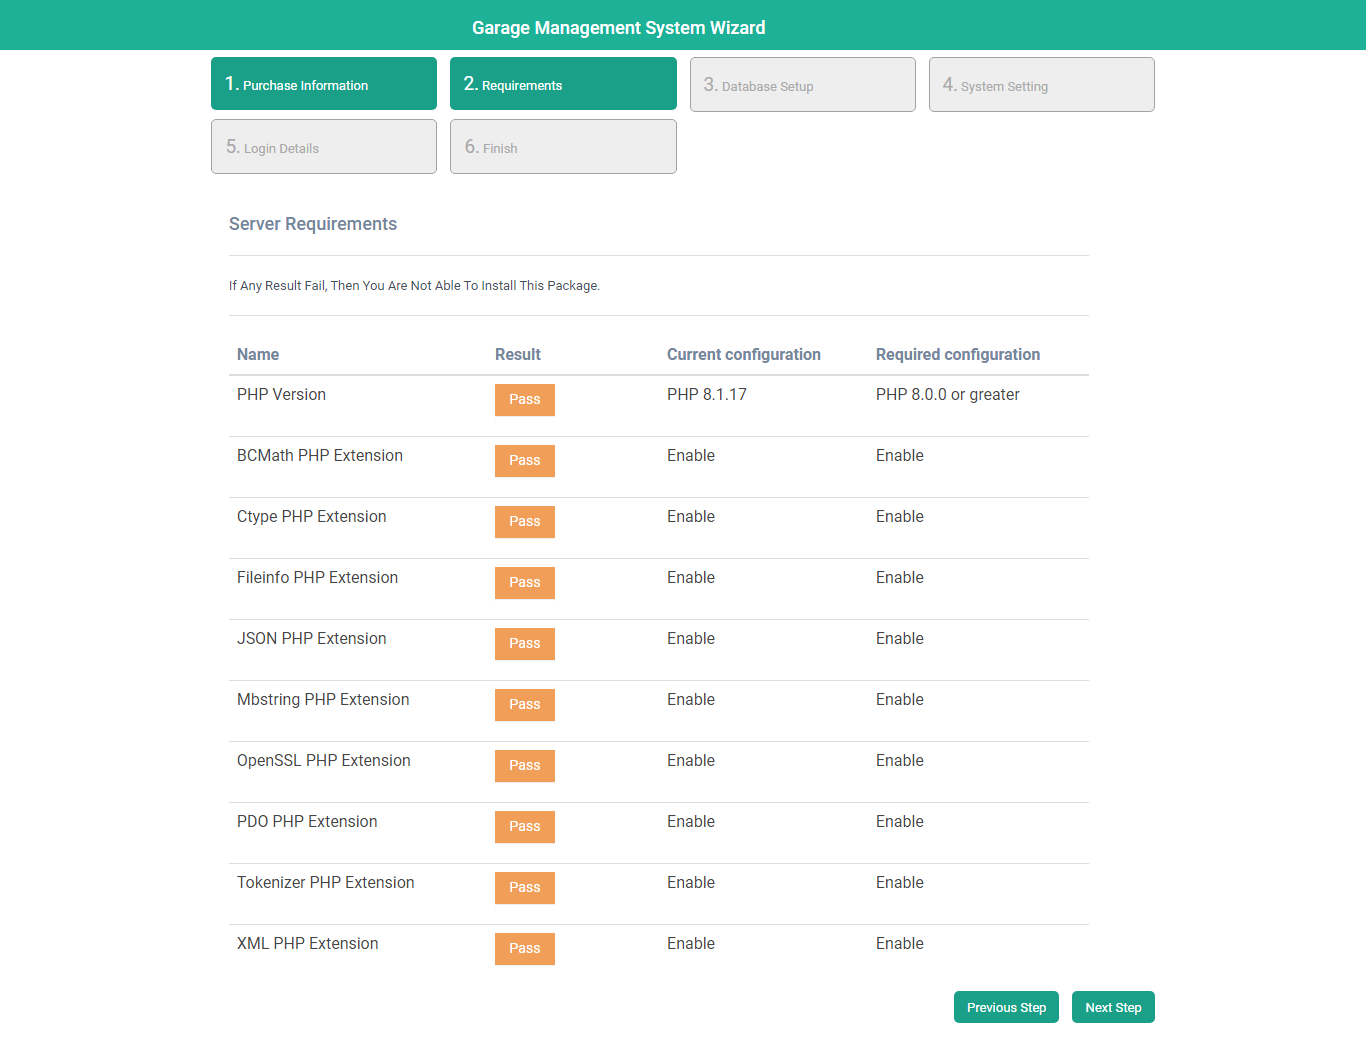 Garage Management System Wizard
1. Purchase Information
2. Requirements
3. Database Setup
4. System Setting
5. Login Details
6. Finish
Server Requirements
If Any Result Fail, Then You Are Not Able To Install This Package.
Name Result Current configuration Required configuration
PHP Version Pass PHP 8.1.17 PHP 8.0.0 or greater
BCMath PHP Extension Pass Enable Enable
Ctype PHP Extension Pass Enable Enable
Fileinfo PHP Extension Pass Enable Enable
JSON PHP Extension Pass Enable Enable
Mbstring PHP Extension Pass Enable Enable
OpenSSL PHP Extension Pass Enable Enable
PDO PHP Extension Pass Enable Enable
Tokenizer PHP Extension Pass Enable Enable
XML PHP Extension Pass Enable Enable
Previous Step Next Step